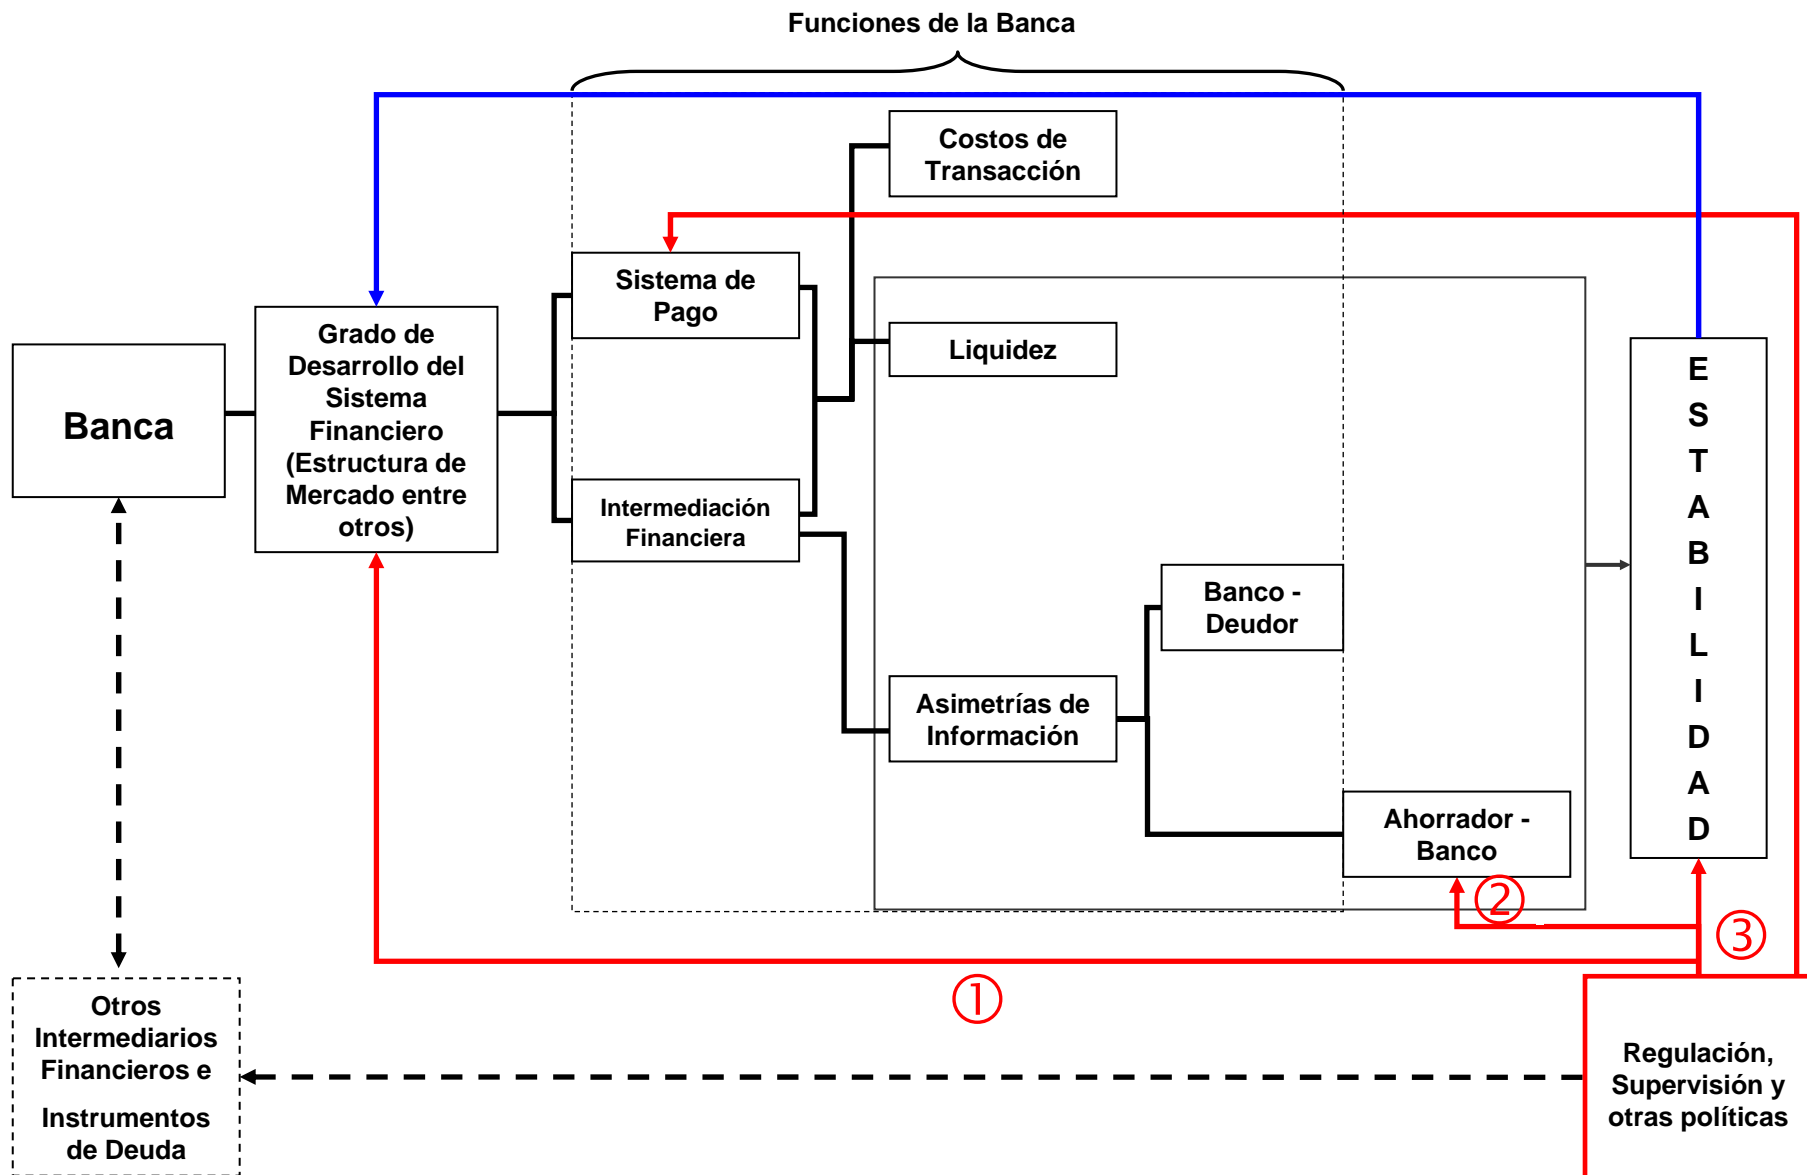 Funciones de la Banca
Costos de
Transacción
Sistema de
Pago
Liquidez
Banca
Grado de
Desarrollo del
Sistema
Financiero
(Estructura de
Mercado entre
otros)
Intermediación
Financiera
Banco -
Deudor
Asimetrías de
Información
Ahorrador -
Banco
E
S
T
A
B
I
L
I
D
A
D
②
③
①
Otros
Intermediarios
Financieros e
Instrumentos
de Deuda
Regulación,
Supervisión y
otras políticas